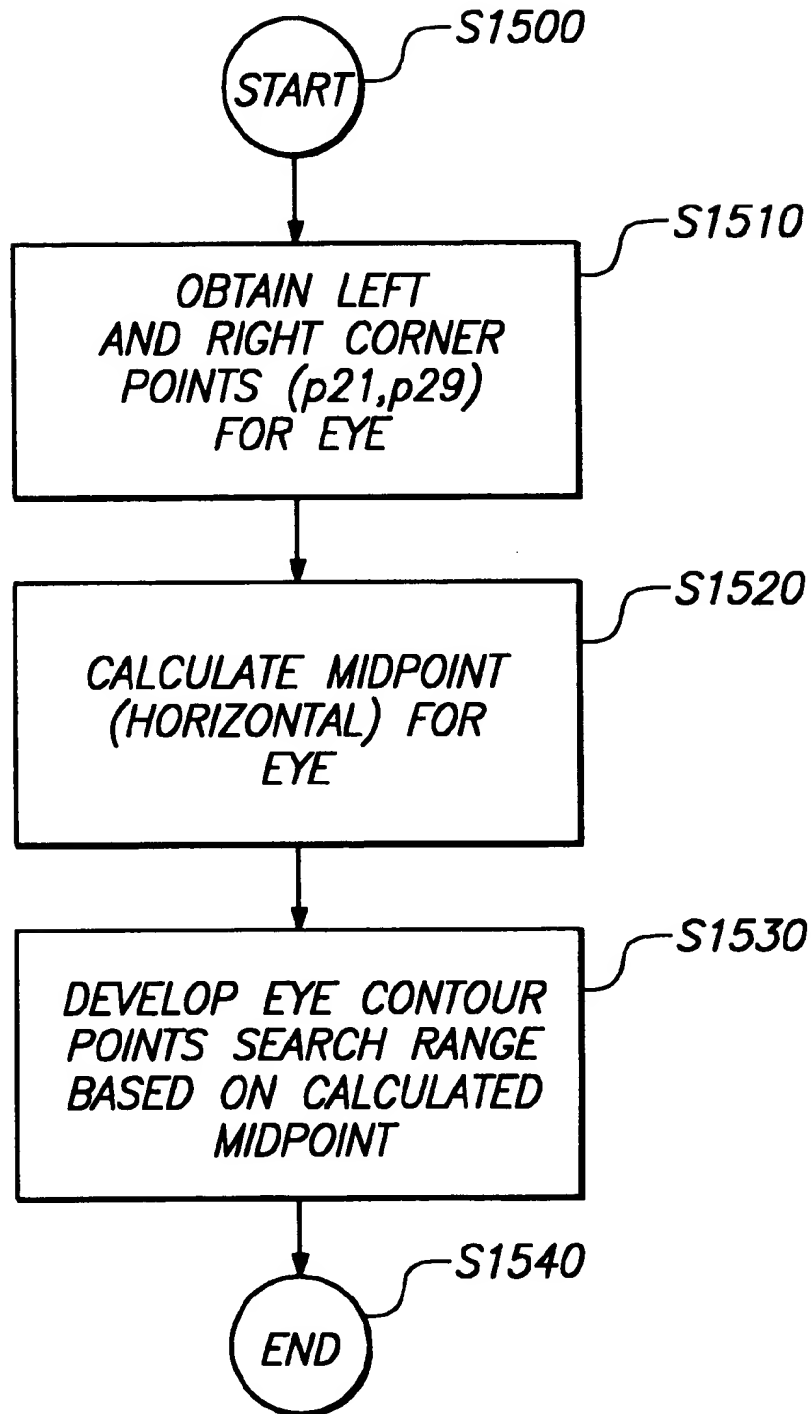 S1500
START
S1510
OBTAIN LEFT
AND RIGHT CORNER
POINTS (p21,p29)
FOR EYE
S1520
CALCULATE MIDPOINT
(HORIZONTAL) FOR
EYE
S1530
DEVELOP EYE CONTOUR
POINTS SEARCH RANGE
BASED ON CALCULATED
MIDPOINT
S1540
END